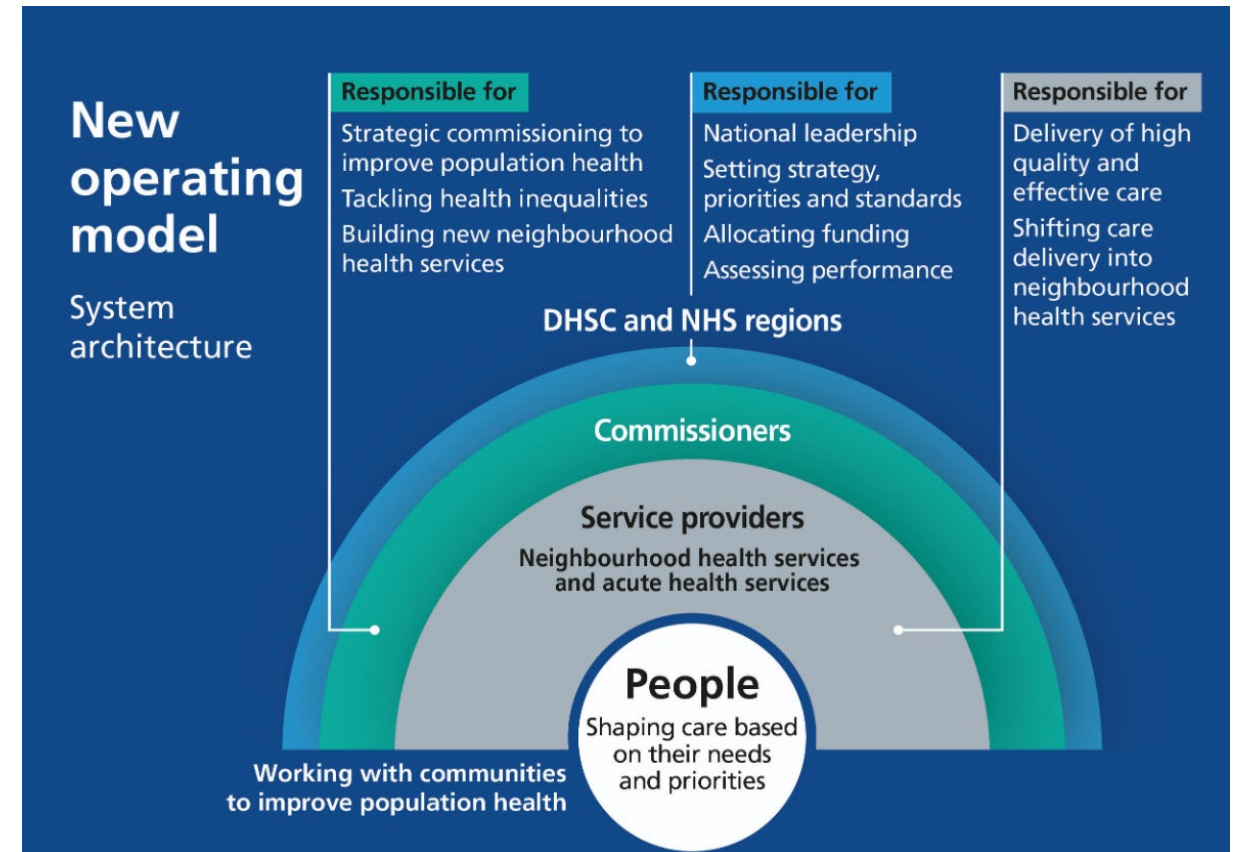 New
operating
model
System
architecture
Responsible for
Strategic commissioning to
improve population health
Tackling health inequalities
Building new neighbourhood
health services
Responsible for
National leadership
Setting strategy,
priorities and standards
Allocating funding
Assessing performance
Responsible for
Delivery of high
quality and
effective care
Shifting care
delivery into
neighbourhood
health services
DHSC and NHS regions
Commissioners
Service providers
Neighbourhood health services
and acute health services
People
Shaping care based
on their needs
and priorities
Working with communities
to improve population health